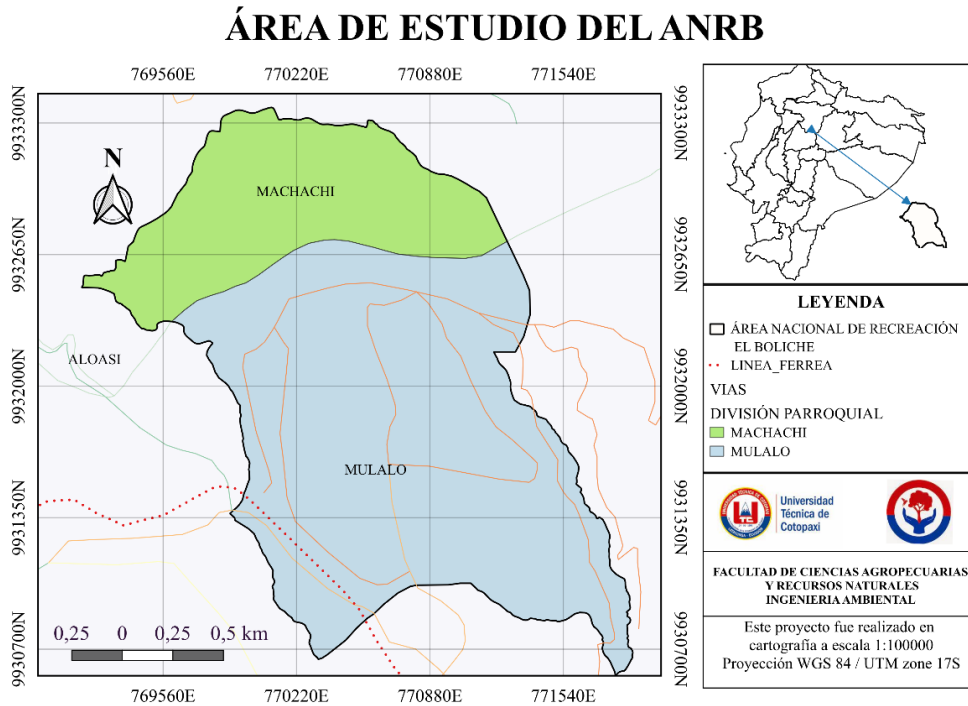 ÁREA DE ESTUDIO DEL ANRB
769560E 770220E 770880E 771540E
9933300N 9933300N
N
MACHACHI
9932650N 9932650N
ALOASI
9932000N 9932000N
MULALO
9931350N 9931350N
0,25 0 0,25 0,5 km
9930700N 9930700N
769560E 770220E 770880E 771540E
LEYENDA
ÁREA NACIONAL DE RECREACIÓN
EL BOLICHE
LINEA_FERREA
VIAS
DIVISIÓN PARROQUIAL
MACHACHI
MULALO
Universidad
Técnica de
Cotopaxi
FACULTAD DE CIENCIAS AGROPECUARIAS
Y RECURSOS NATURALES
INGENIERIA AMBIENTAL
Este proyecto fue realizado en
cartografía a escala 1:100000
Proyección WGS 84 / UTM zone 17S